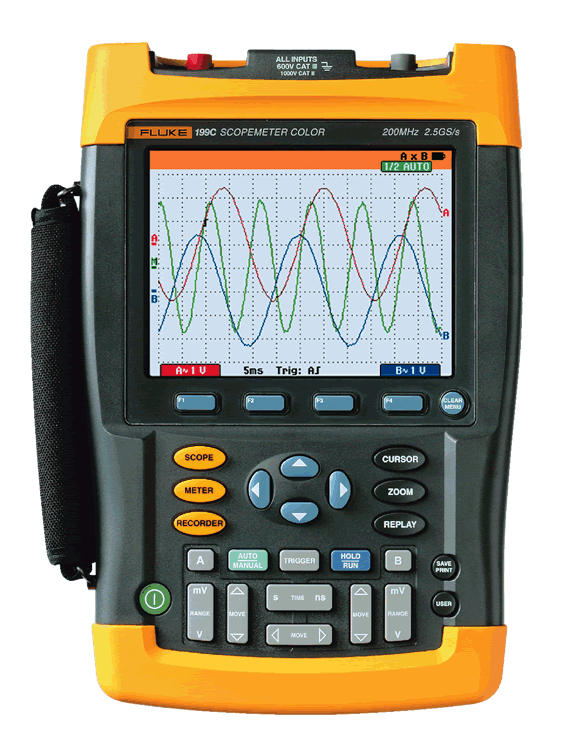 ALL INPUTS
600V CAT III
1000V CAT II
FLUKE 199C SCOPEMETER COLOR 200MHz 2.5GS/s
A x B
1/2 AUTO
A
A
M
B
B
A~ 1 V 5ms Trig: A∫ B~ 1 V
F1 F2 F3 F4 CLEAR
MENU
SCOPE CURSOR
METER ZOOM
RECORDER REPLAY
A AUTO
MANUAL TRIGGER HOLD
RUN B SAVE
PRINT
mV s TIME ns mV
RANGE MOVE MOVE RANGE USER
V MOVE V